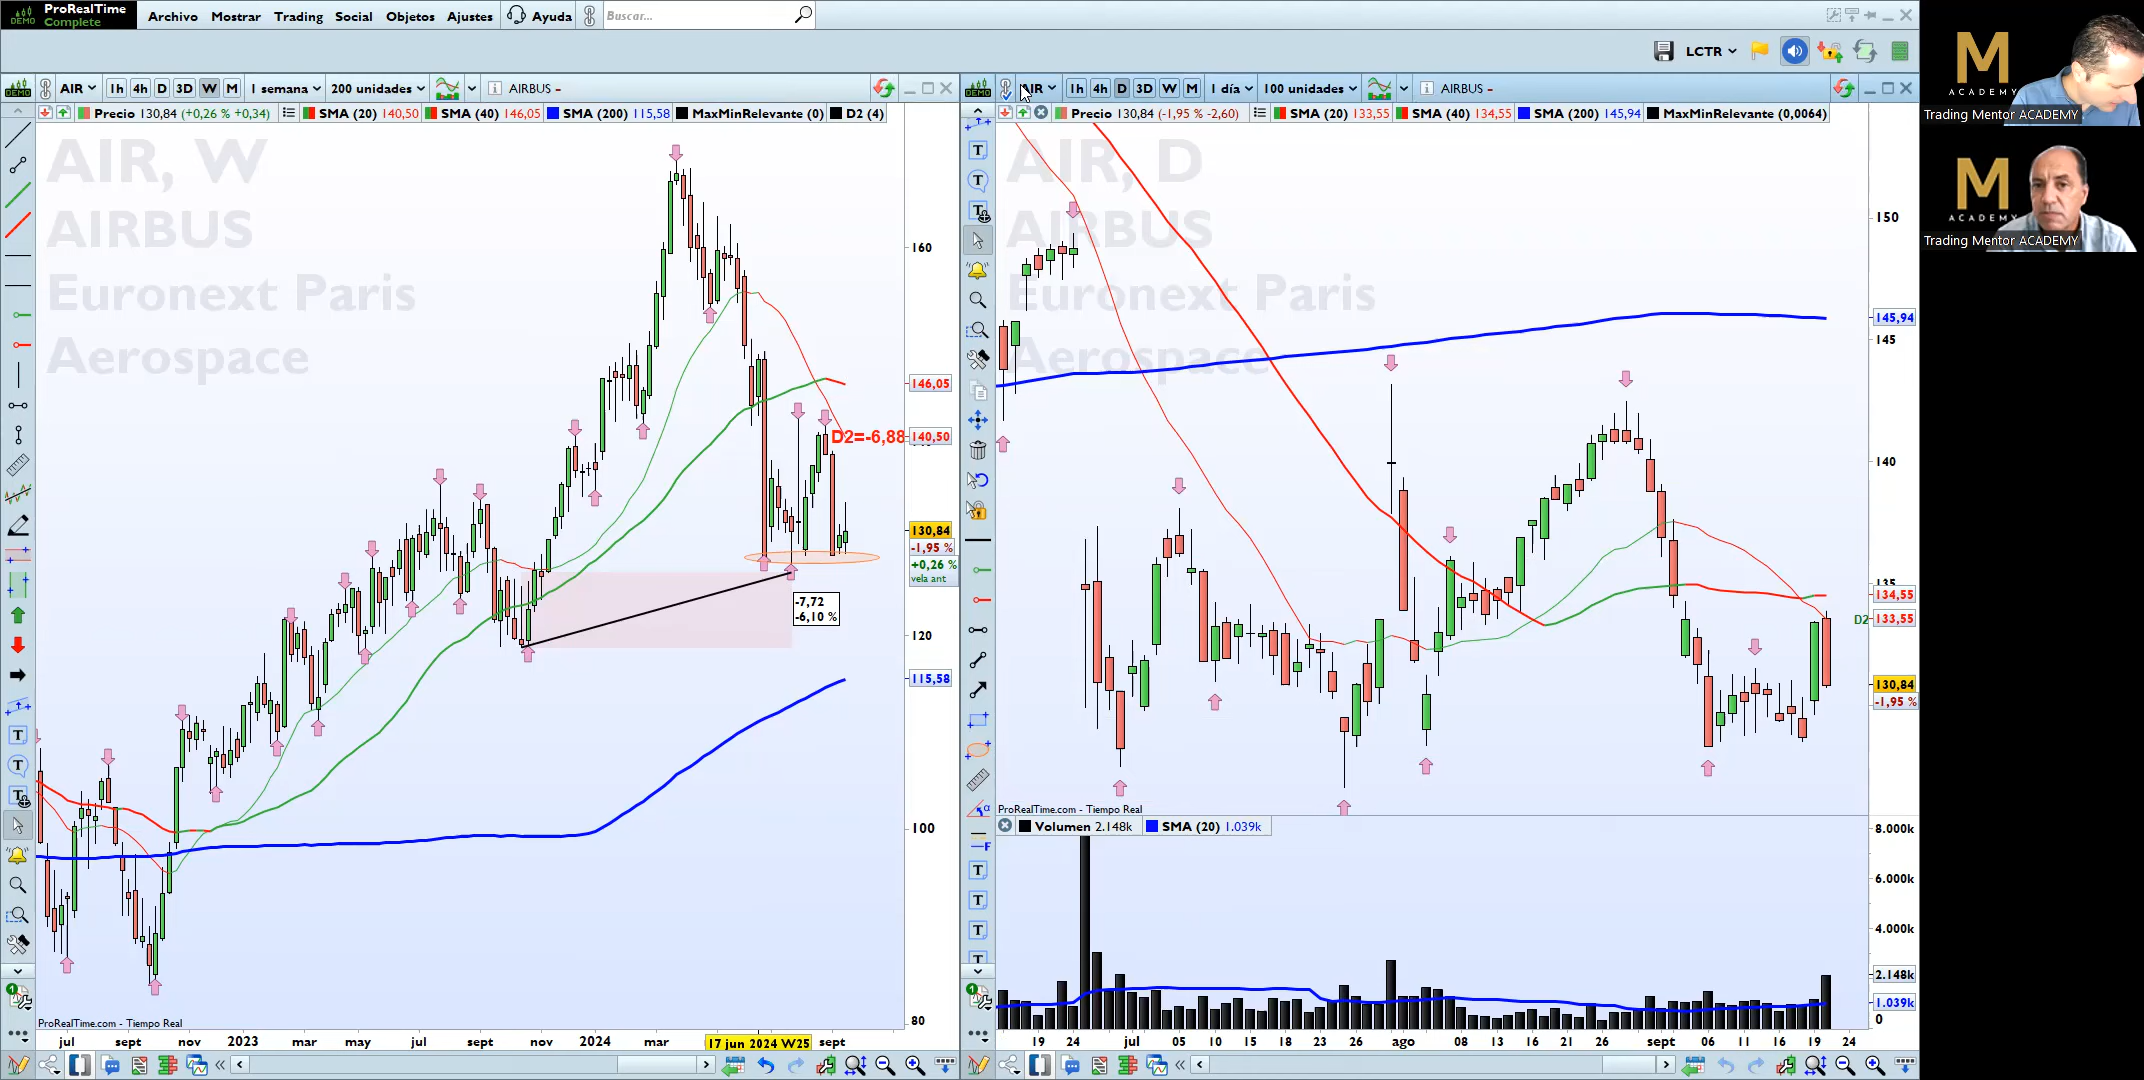 DEMO
ProRealTime
Complete
Archivo Mostrar Trading Social Objetos Ajustes Ayuda Buscar...
LCTR
DEMO AIR 1h 4h D 3D W M 1 semana 200 unidades AIRBUS -
Precio 130,84 (+0,26 % +0,34) SMA (20) 140,50 SMA (40) 146,05 SMA (200) 115,58 MaxMinRelevante (0) D2 (4)
AIR, W
AIRBUS
Euronext Paris
Aerospace
160
146,05
D2=-6,88
140,50
130,84
-1,95 %
+0,26 %
vela ant
-7,72
-6,10 %
120
115,58
100
80
ProRealTime.com - Tiempo Real
jul sept nov 2023 mar may jul sept nov 2024 mar 17 jun 2024 W25 sept
DEMO AIR 1h 4h D 3D W M 1 día 100 unidades AIRBUS -
Precio 130,84 (-1,95 % -2,60) SMA (20) 133,55 SMA (40) 134,55 SMA (200) 145,94 MaxMinRelevante (0,0064)
AIR, D
AIRBUS
Euronext Paris
Aerospace
150
145,94
145
140
135
134,55
D2
133,55
130,84
-1,95 %
ProRealTime.com - Tiempo Real
Volumen 2.148k SMA (20) 1.039k
8.000k
6.000k
4.000k
2.148k
1.039k
0
19 24 jul 05 10 15 18 23 26 ago 08 13 16 21 26 sept 06 11 16 19 24
M
ACADEMY
Trading Mentor ACADEMY
M
ACADEMY
Trading Mentor ACADEMY